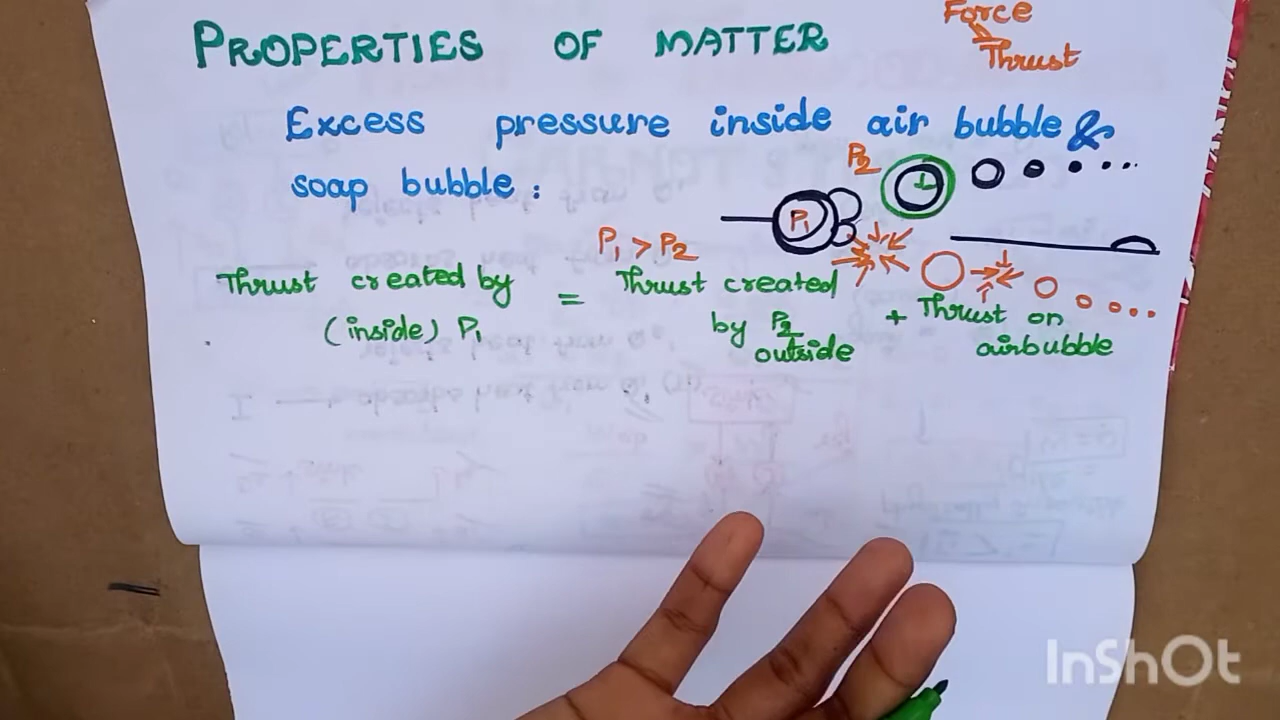 PROPERTIES OF MATTER
Force
Thrust
Excess pressure inside air bubble &
soap bubble :
P2
P1
P1 > P2
Thrust created by = Thrust created + Thrust on
(inside) P1 by P2 airbubble
outside
InShOt